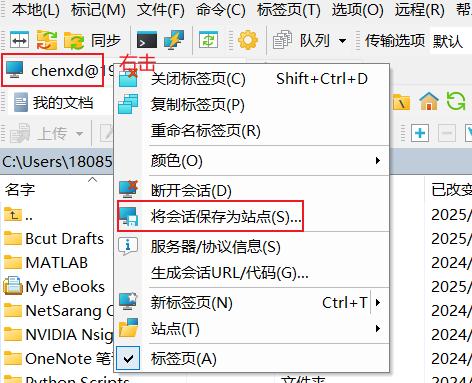 本地(L) 标记(M) 文件(F) 命令(C) 标签页(T) 选项(O) 远程(R) 帮助
同步 队列 传输选项 默认
chenxd@19 右击
我的文档
上传
C:\Users\18085
名字 已改变
..
Bcut Drafts
MATLAB
My eBooks
NetSarang Co
NVIDIA Nsigh
OneNote 笔
Python Scripts 文件夹
关闭标签页(C) Shift+Ctrl+D
复制标签页(P)
重命名标签页(R)
颜色(O)
断开会话(D)
将会话保存为站点(S)...
服务器/协议信息(S)
生成会话URL/代码(G)...
新标签页(N) Ctrl+T
站点(T)
标签页(A)
2025/
2025/
2024/
2024/
2024/